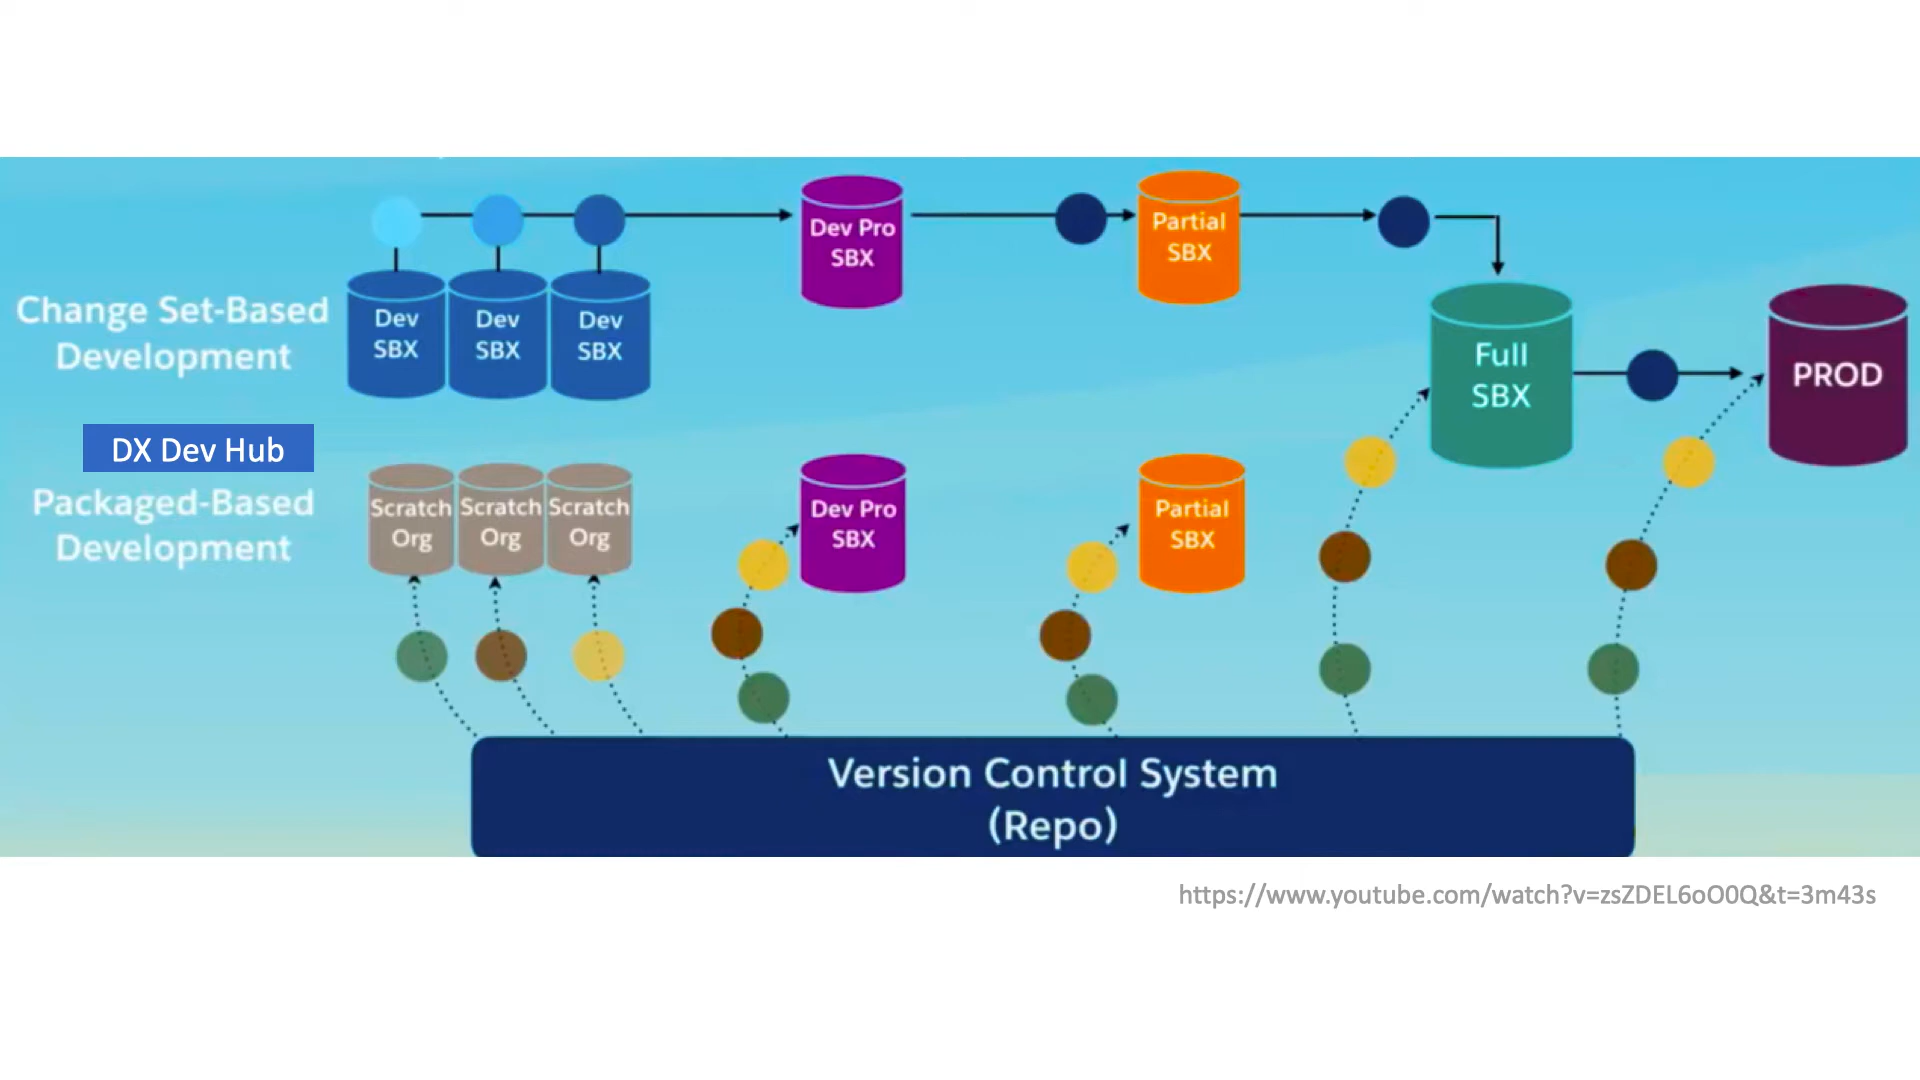 Change Set-Based
Development
Dev
SBX
Dev
SBX
Dev
SBX
Dev Pro
SBX
Partial
SBX
Full
SBX
PROD
DX Dev Hub
Packaged-Based
Development
Scratch
Org
Scratch
Org
Scratch
Org
Dev Pro
SBX
Partial
SBX
Version Control System
(Repo)
https://www.youtube.com/watch?v=zsZDEL6oO0Q&t=3m43s